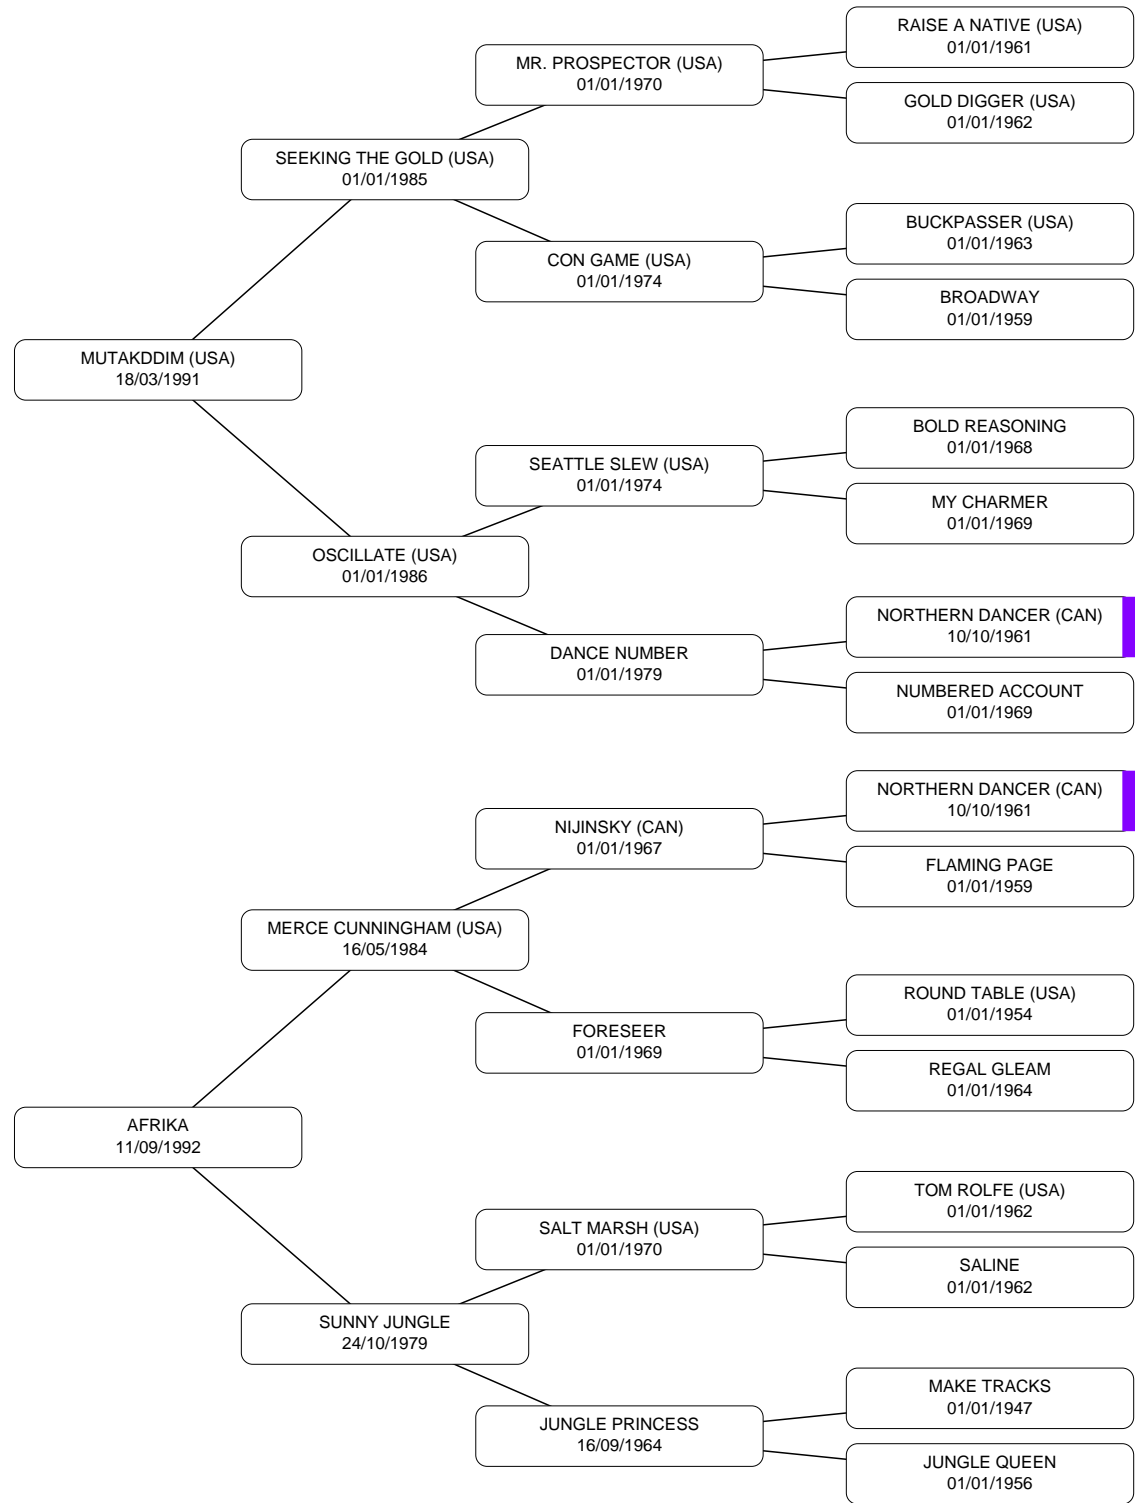 RAISE A NATIVE (USA)
01/01/1961
MR. PROSPECTOR (USA)
01/01/1970
GOLD DIGGER (USA)
01/01/1962
SEEKING THE GOLD (USA)
01/01/1985
BUCKPASSER (USA)
01/01/1963
CON GAME (USA)
01/01/1974
BROADWAY
01/01/1959
MUTAKDDIM (USA)
18/03/1991
BOLD REASONING
01/01/1968
SEATTLE SLEW (USA)
01/01/1974
MY CHARMER
01/01/1969
OSCILLATE (USA)
01/01/1986
NORTHERN DANCER (CAN)
10/10/1961
DANCE NUMBER
01/01/1979
NUMBERED ACCOUNT
01/01/1969
NORTHERN DANCER (CAN)
10/10/1961
NIJINSKY (CAN)
01/01/1967
FLAMING PAGE
01/01/1959
MERCE CUNNINGHAM (USA)
16/05/1984
ROUND TABLE (USA)
01/01/1954
FORESEER
01/01/1969
REGAL GLEAM
01/01/1964
AFRIKA
11/09/1992
TOM ROLFE (USA)
01/01/1962
SALT MARSH (USA)
01/01/1970
SALINE
01/01/1962
SUNNY JUNGLE
24/10/1979
MAKE TRACKS
01/01/1947
JUNGLE PRINCESS
16/09/1964
JUNGLE QUEEN
01/01/1956